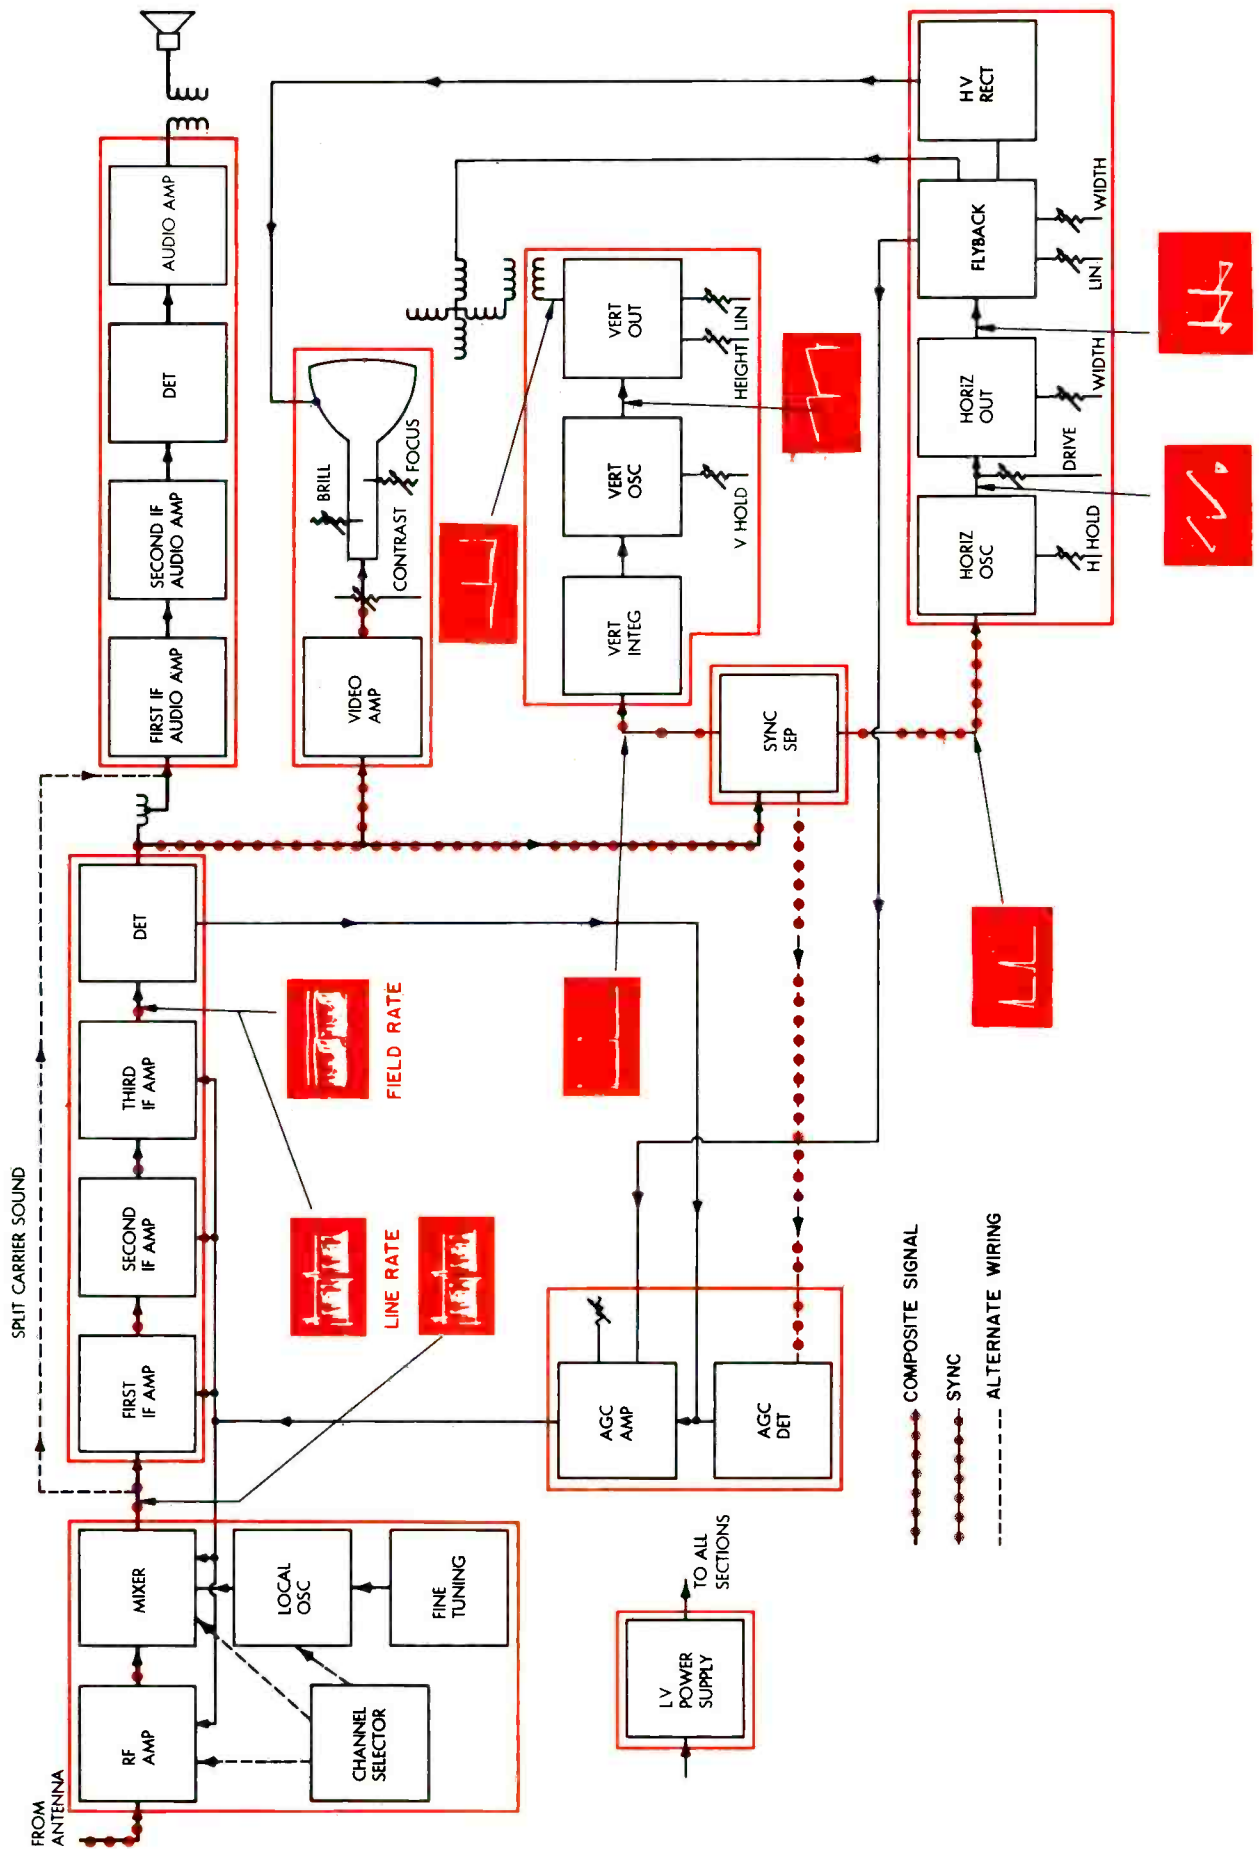 FROM
ANTENNA
RF
AMP
MIXER
CHANNEL
SELECTOR
LOCAL
OSC
FINE
TUNING
SPLIT CARRIER SOUND
FIRST
IF AMP
SECOND
IF AMP
THIRD
IF AMP
DET
LINE RATE
FIELD RATE
FIRST IF
AUDIO AMP
SECOND IF
AUDIO AMP
DET
AUDIO AMP
VIDEO
AMP
CONTRAST
BRILL
FOCUS
VERT
INTEG
VERT
OSC
VERT
OUT
V HOLD
HEIGHT
LIN
SYNC
SEP
AGC
AMP
AGC
DET
LV
POWER
SUPPLY
TO ALL
SECTIONS
HORIZ
OSC
HORIZ
OUT
FLYBACK
HV
RECT
H HOLD
DRIVE
WIDTH
LIN
WIDTH
COMPOSITE SIGNAL
SYNC
ALTERNATE WIRING